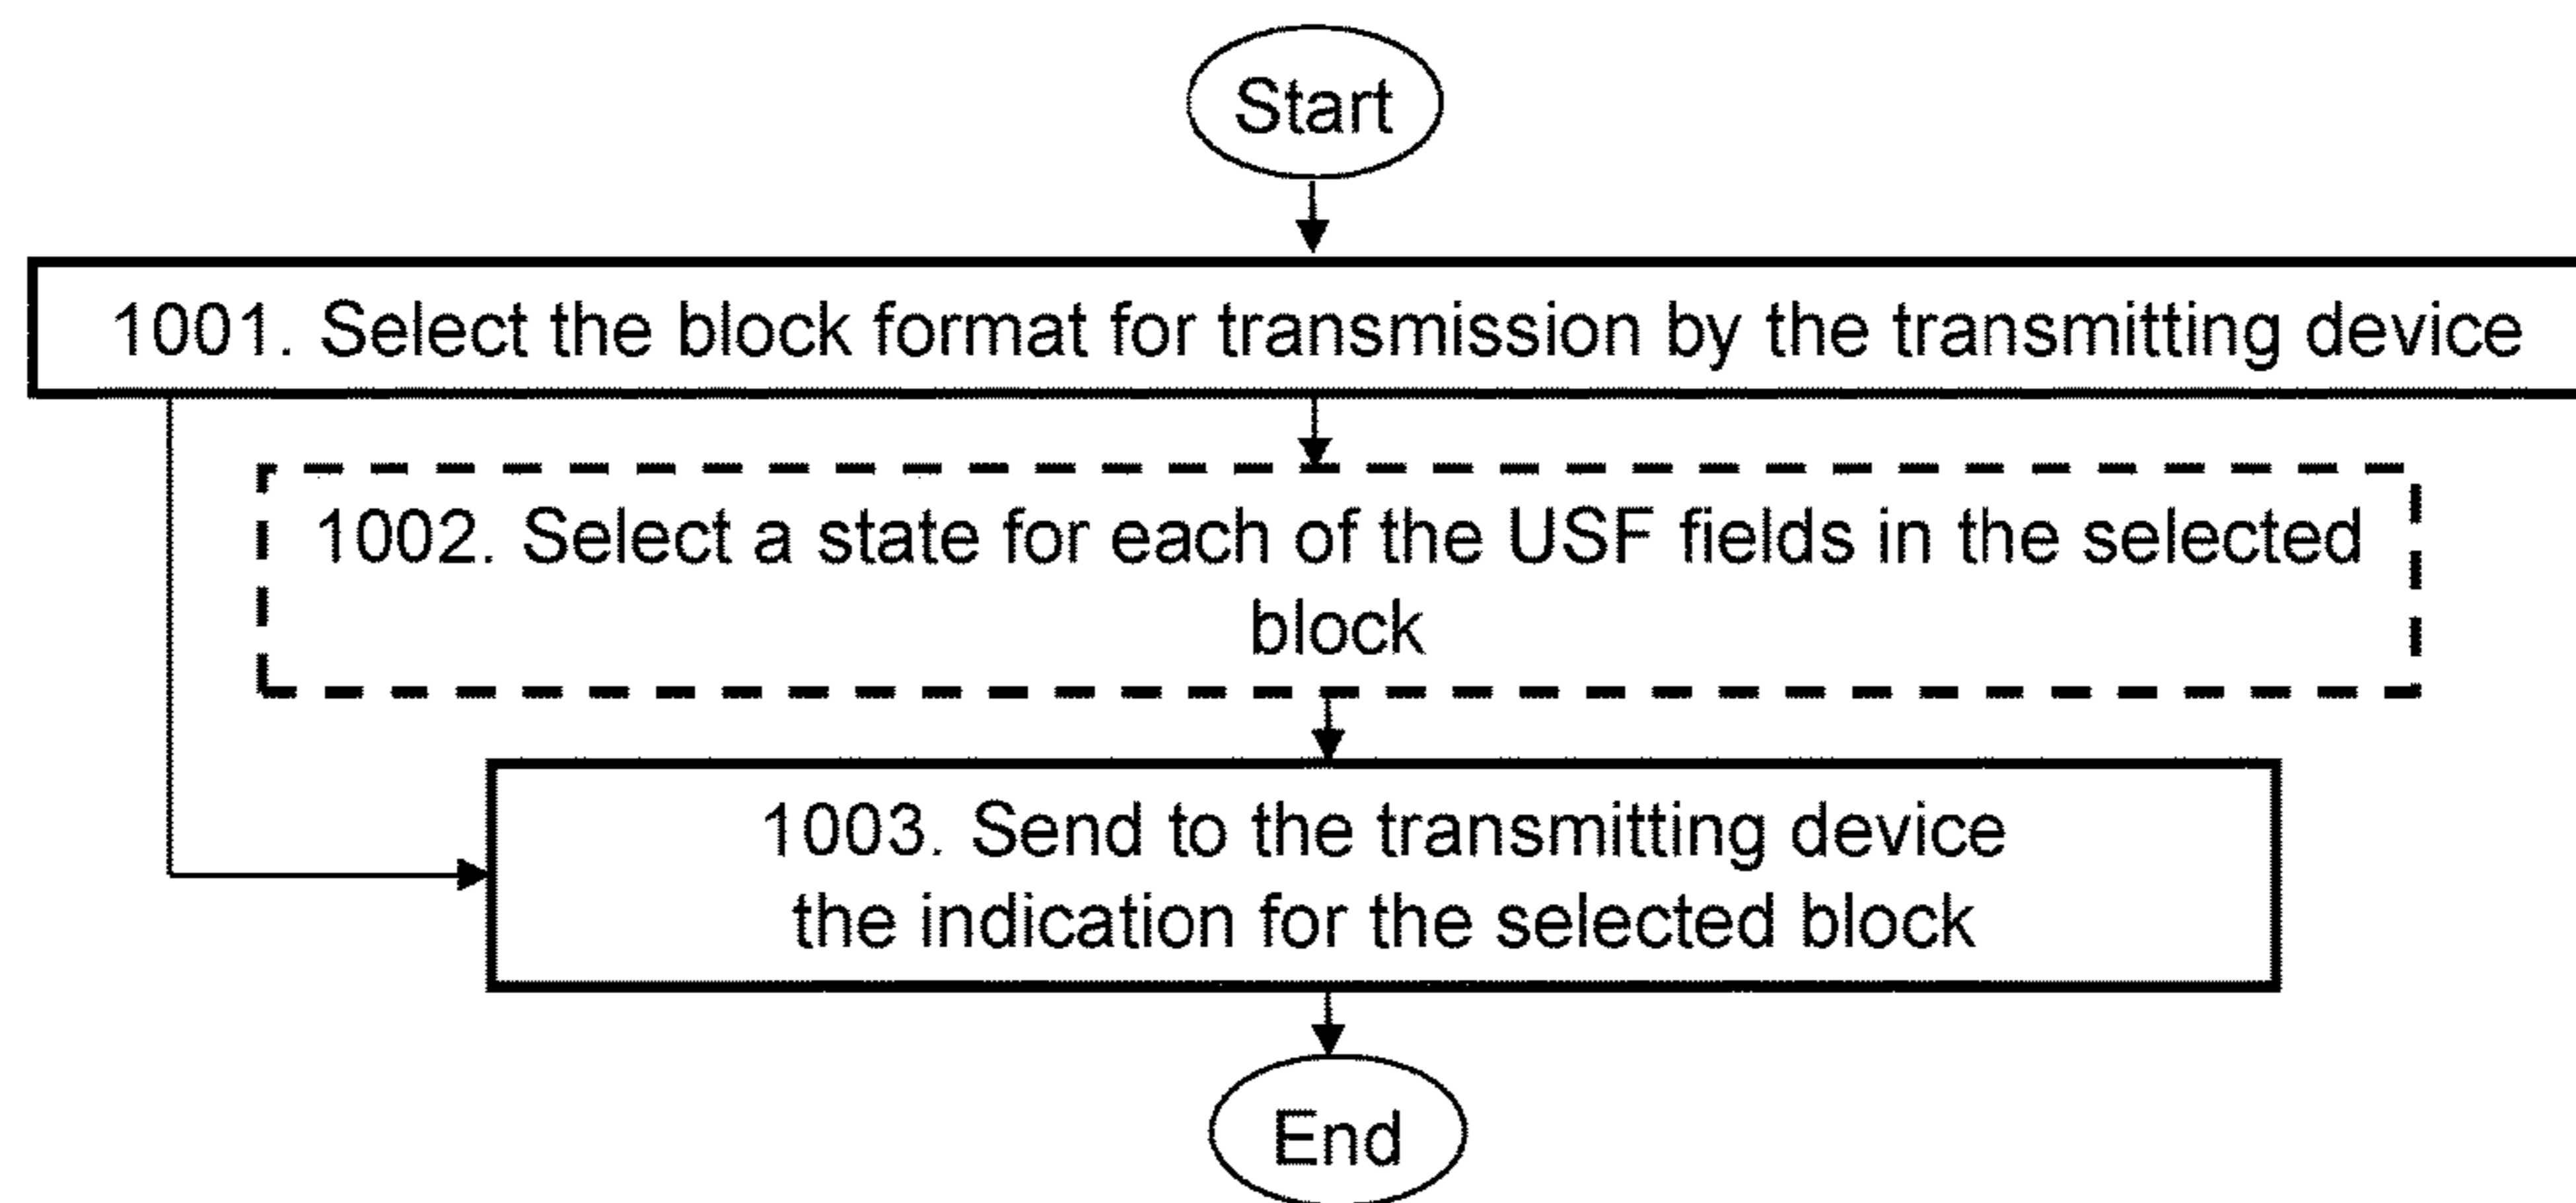 Start
1001. Select the block format for transmission by the transmitting device
1002. Select a state for each of the USF fields in the selected
block
1003. Send to the transmitting device
the indication for the selected block
End